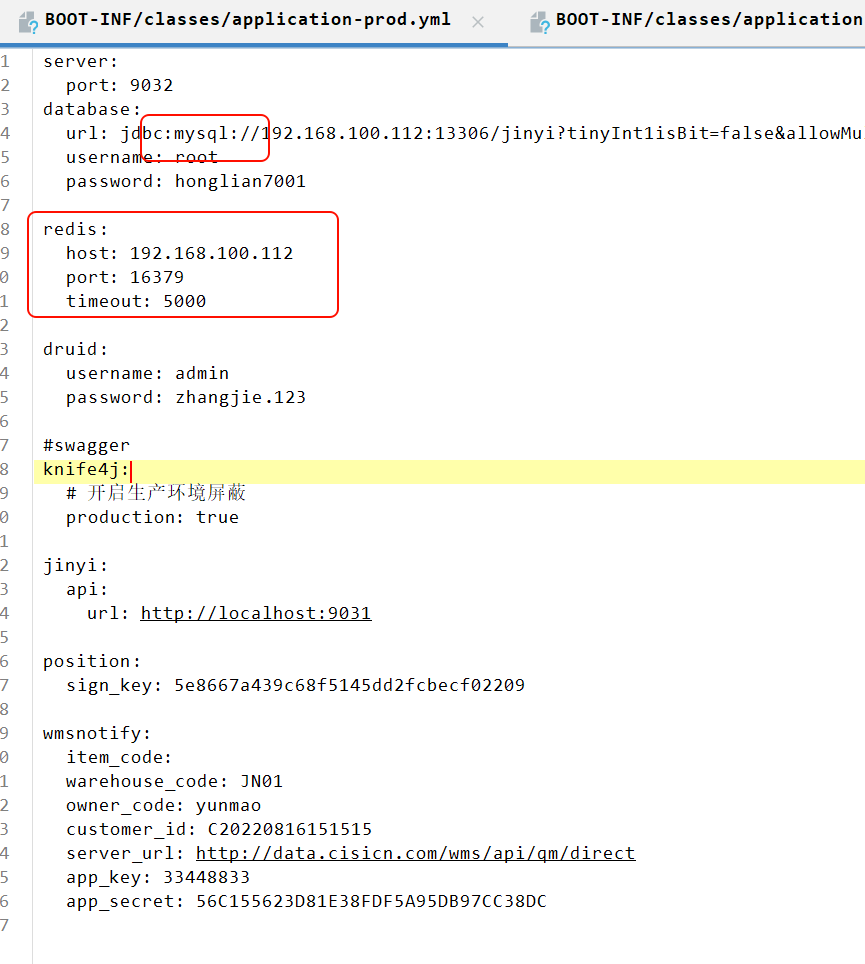 BOOT-INF/classes/application-prod.yml
BOOT-INF/classes/application
1 server:
2 port: 9032
3 database:
4 url: jdbc:mysql://192.168.100.112:13306/jinyi?tinyInt1isBit=false&allowMu
5 username: root
6 password: honglian7001
7
8 redis:
9 host: 192.168.100.112
0 port: 16379
1 timeout: 5000
2
3 druid:
4 username: admin
5 password: zhangjie.123
6
7 #swagger
8 knife4j:
9 # 开启生产环境屏蔽
0 production: true
1
2 jinyi:
3 api:
4 url: http://localhost:9031
5
6 position:
7 sign_key: 5e8667a439c68f5145dd2fcbecf02209
8
9 wmsnotify:
0 item_code:
1 warehouse_code: JN01
2 owner_code: yunmao
3 customer_id: C20220816151515
4 server_url: http://data.cisicn.com/wms/api/qm/direct
5 app_key: 33448833
6 app_secret: 56C155623D81E38FDF5A95DB97CC38DC
7